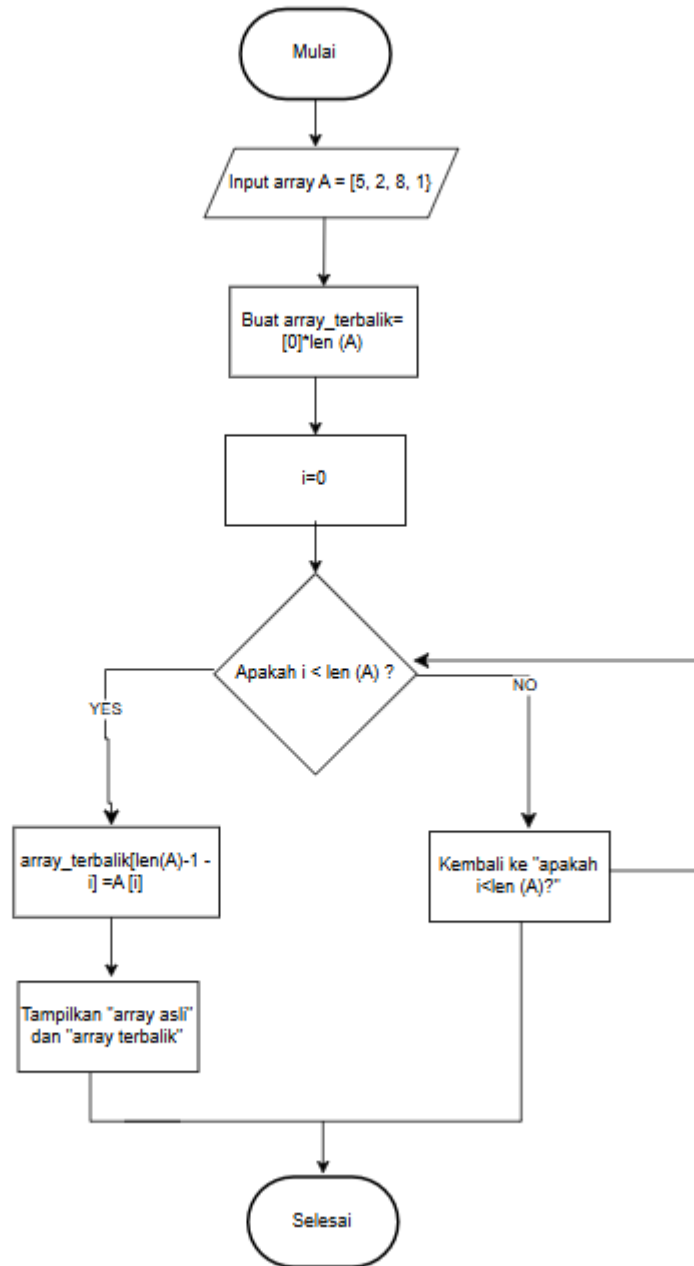 Mulai
Input array A = [5, 2, 8, 1}
Buat array_terbalik=
[0]*len (A)
i=0
Apakah i < len (A) ?
YES
NO
array_terbalik[len(A)-1 -
i] =A [i]
Kembali ke "apakah
i<len (A)?"
Tampilkan "array asli"
dan "array terbalik"
Selesai